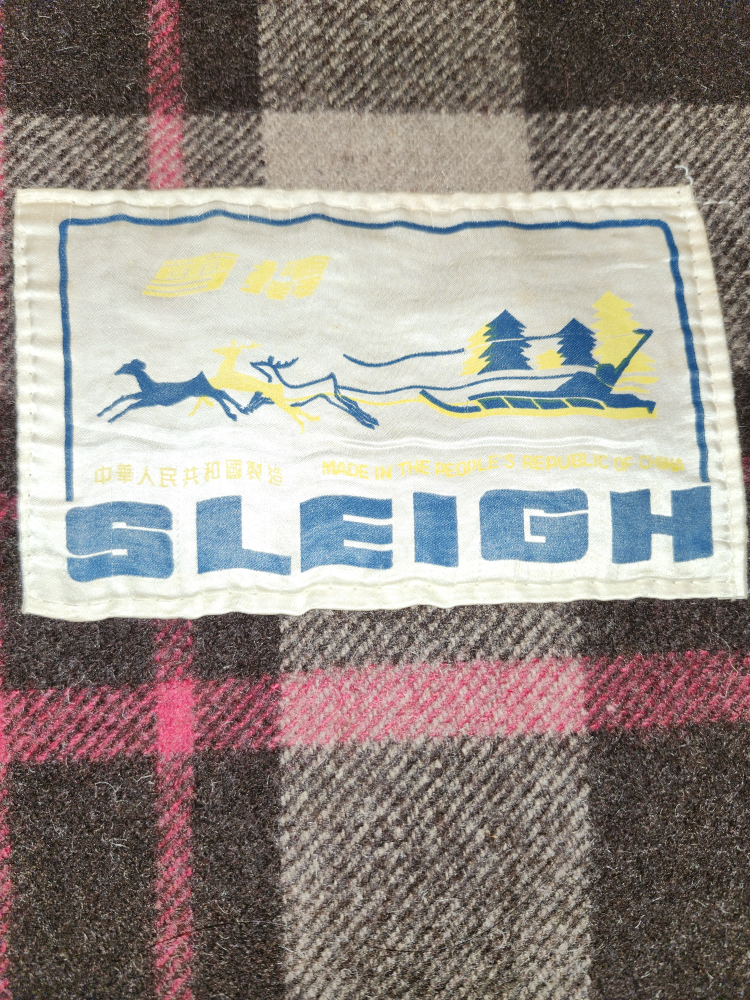 中華人民共和國製造
MADE IN THE PEOPLE'S REPUBLIC OF CHINA
SLEIGH